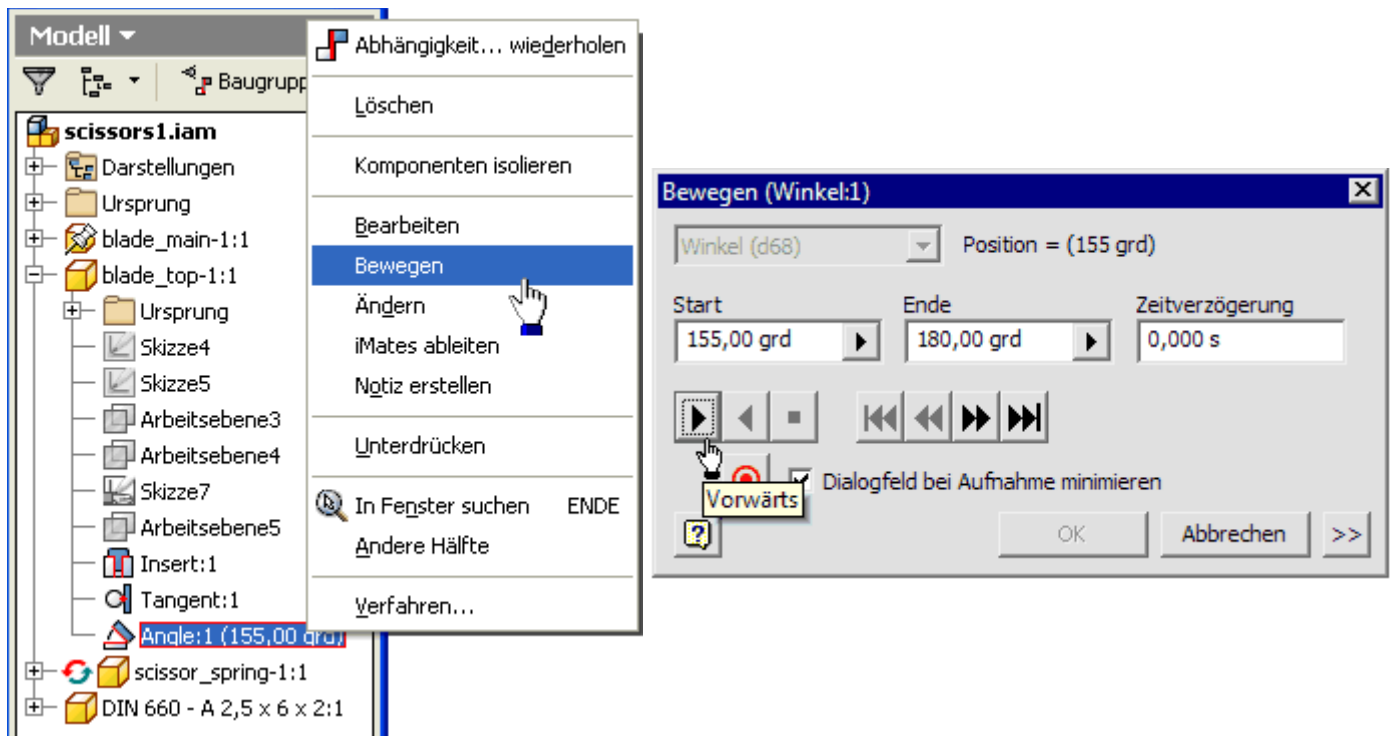 Modell
Baugrupp
scissors1.iam
Darstellungen
Ursprung
blade_main-1:1
blade_top-1:1
Ursprung
Skizze4
Skizze5
Arbeitsebene3
Arbeitsebene4
Skizze7
Arbeitsebene5
Insert:1
Tangent:1
Angle:1 (155,00 grd)
scissor_spring-1:1
DIN 660 - A 2,5 x 6 x 2:1
Abhängigkeit... wiederholen
Löschen
Komponenten isolieren
Bearbeiten
Bewegen
Ändern
iMates ableiten
Notiz erstellen
Unterdrücken
In Fenster suchen ENDE
Andere Hälfte
Verfahren...
Bewegen (Winkel:1)
Winkel (d68) Position = (155 grd)
Start Ende Zeitverzögerung
155,00 grd 180,00 grd 0,000 s
Dialogfeld bei Aufnahme minimieren
Vorwärts
OK Abbrechen >>